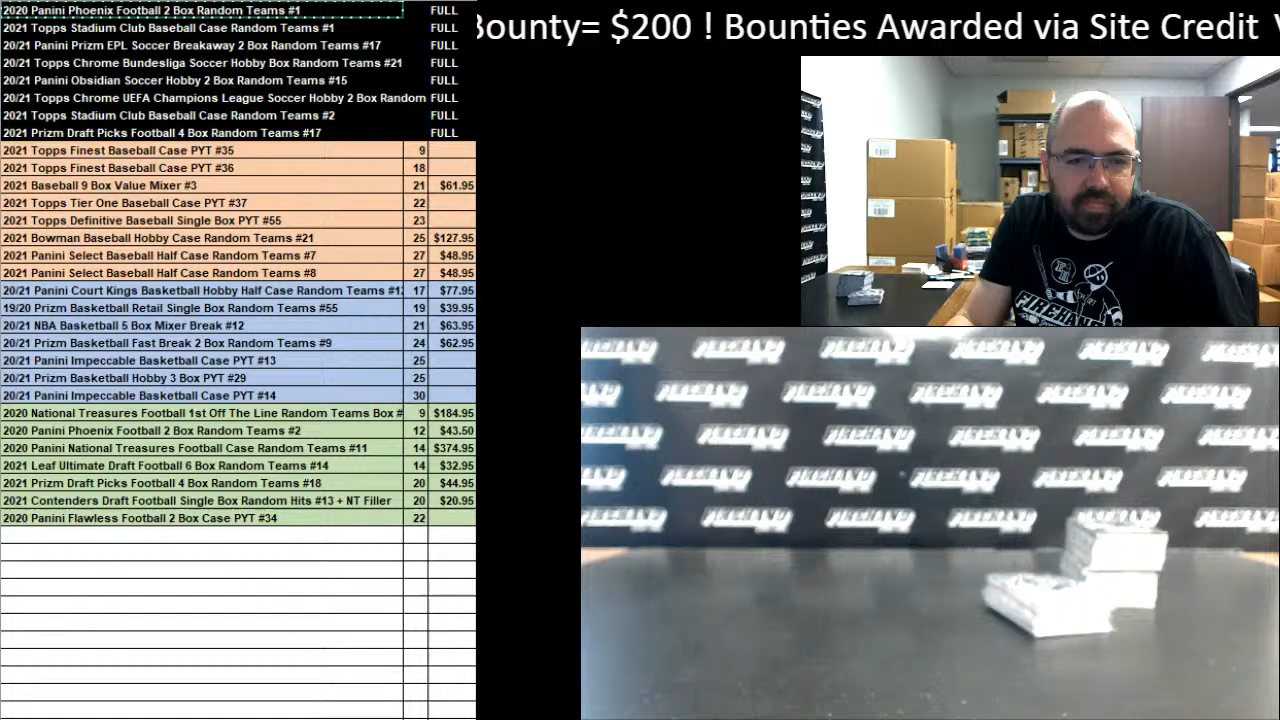 2020 Panini Phoenix Football 2 Box Random Teams #1 FULL
2021 Topps Stadium Club Baseball Case Random Teams #1 FULL
20/21 Panini Prizm EPL Soccer Breakaway 2 Box Random Teams #17 FULL
20/21 Topps Chrome Bundesliga Soccer Hobby Box Random Teams #21 FULL
20/21 Panini Obsidian Soccer Hobby 2 Box Random Teams #15 FULL
20/21 Topps Chrome UEFA Champions League Soccer Hobby 2 Box Random FULL
2021 Topps Stadium Club Baseball Case Random Teams #2 FULL
2021 Prizm Draft Picks Football 4 Box Random Teams #17 FULL
2021 Topps Finest Baseball Case PYT #35 9
2021 Topps Finest Baseball Case PYT #36 18
2021 Baseball 9 Box Value Mixer #3 21 $61.95
2021 Topps Tier One Baseball Case PYT #37 22
2021 Topps Definitive Baseball Single Box PYT #55 23
2021 Bowman Baseball Hobby Case Random Teams #21 25 $127.95
2021 Panini Select Baseball Half Case Random Teams #7 27 $48.95
2021 Panini Select Baseball Half Case Random Teams #8 27 $48.95
20/21 Panini Court Kings Basketball Hobby Half Case Random Teams 17 $77.95
19/20 Prizm Basketball Retail Single Box Random Teams #55 19 $39.95
20/21 NBA Basketball 5 Box Mixer Break #12 21 $63.95
20/21 Prizm Basketball Fast Break 2 Box Random Teams #9 24 $62.95
20/21 Panini Impeccable Basketball Case PYT #13 25
20/21 Prizm Basketball Hobby 3 Box PYT #29 25
20/21 Panini Impeccable Basketball Case PYT #14 30
2020 National Treasures Football 1st Off The Line Random Teams Box # 9 $184.95
2020 Panini Phoenix Football 2 Box Random Teams #2 12 $43.50
2020 Panini National Treasures Football Case Random Teams #11 14 $374.95
2021 Leaf Ultimate Draft Football 6 Box Random Teams #14 14 $32.95
2021 Prizm Draft Picks Football 4 Box Random Teams #18 20 $44.95
2021 Contenders Draft Football Single Box Random Hits #13 + NT Filler 20 $20.95
2020 Panini Flawless Football 2 Box Case PYT #34 22
Bounty= $200 ! Bounties Awarded via Site Credit